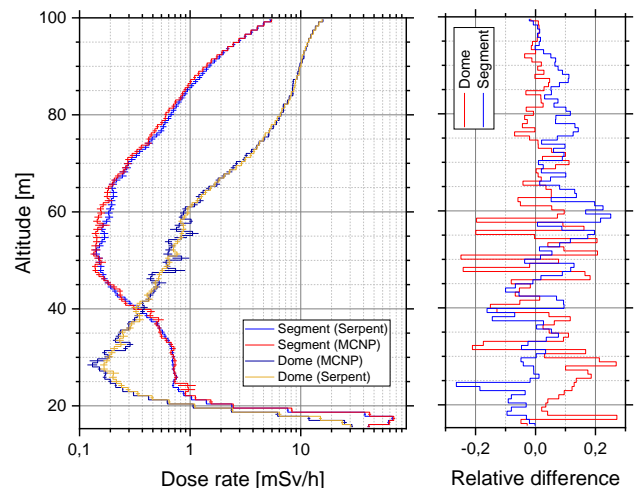 100
80
60
40
20
Altitude [m]
0,1
1
10
Dose rate [mSv/h]
Segment (Serpent)
Segment (MCNP)
Dome (MCNP)
Dome (Serpent)
Dome
Segment
-0,2
0,0
0,2
Relative difference